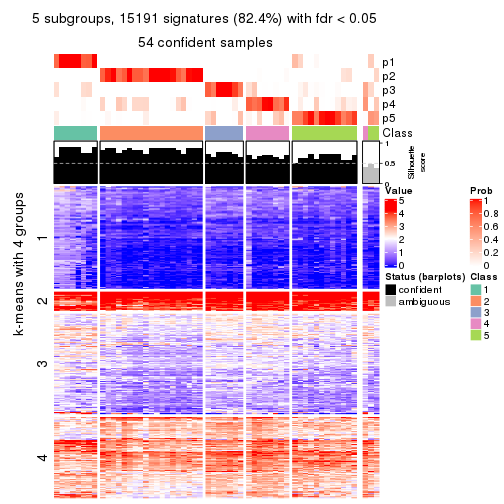 5 subgroups, 15191 signatures (82.4%) with fdr < 0.05
54 confident samples
p1
p2
p3
p4
p5
Class
1
0.5
0
Silhouette
score
k-means with 4 groups
1
2
3
4
Value
5
4
3
2
1
0
Prob
1
0.8
0.6
0.4
0.2
0
Status (barplots)
confident
ambiguous
Class
1
2
3
4
5